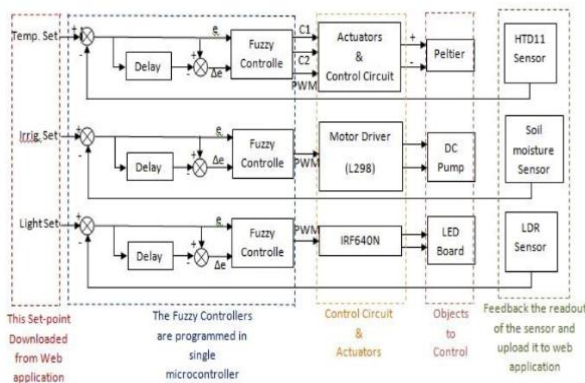 Temp. Set
+
-
e
Delay
+
-
Δe
Fuzzy
Controlle
C1
C2
PWM
Actuators
&
Control Circuit
+
-
Peltier
HTD11
Sensor
Irrig. Set
+
-
e
Delay
+
-
Δe
Fuzzy
Controlle
PWM
Motor Driver
(L298)
DC
Pump
Soil
moisture
Sensor
Light Set
+
-
e
Delay
+
-
Δe
Fuzzy
Controlle
PWM
IRF640N
LED
Board
LDR
Sensor
This Set-point
Downloaded
from Web
application
The Fuzzy Controllers
are programmed in
single
microcontroller
Control Circuit
&
Actuators
Objects
to
Control
Feedback the readout
of the sensor and
upload it to web
application